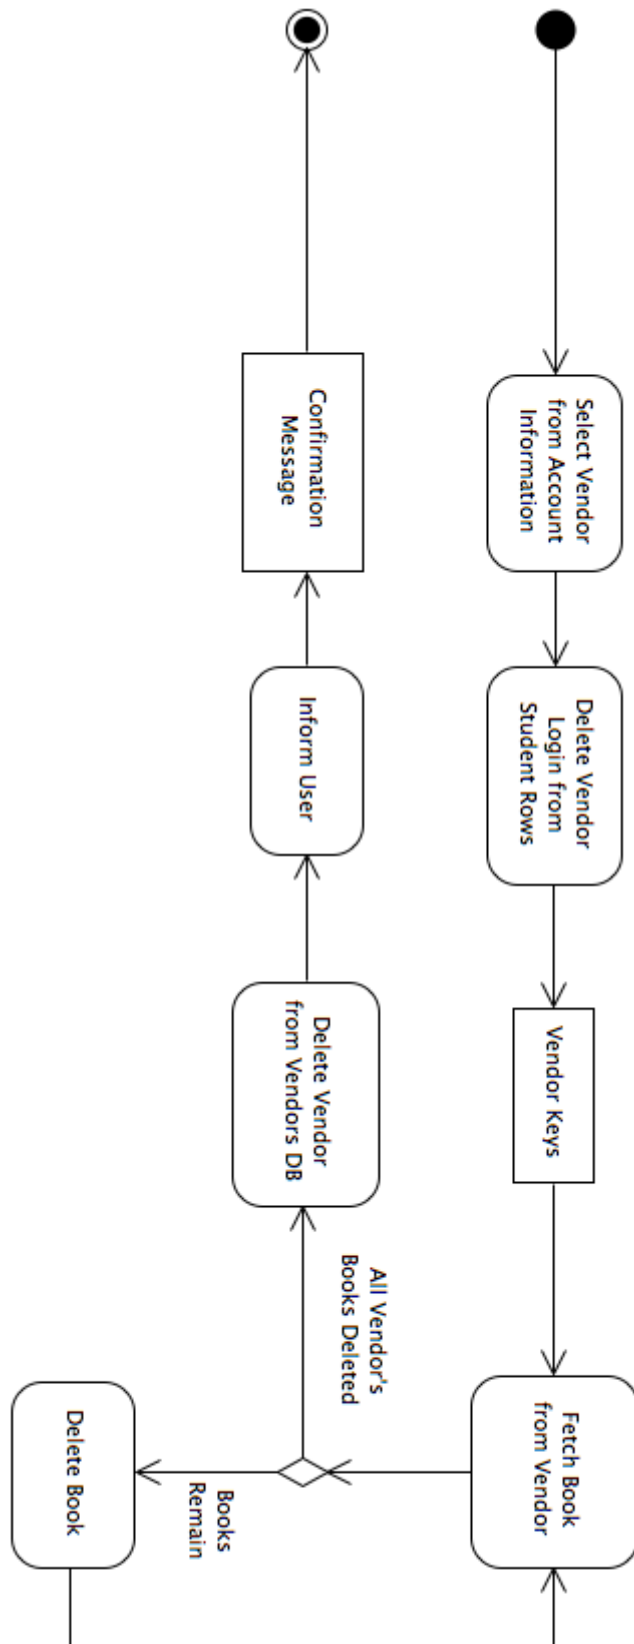 Select Vendor
from Account
Information
Delete Vendor
Login from
Student Rows
Vendor Keys
Fetch Book
from Vendor
Confirmation
Message
Inform User
Delete Vendor
from Vendors DB
All Vendor's
Books Deleted
Books
Remain
Delete Book